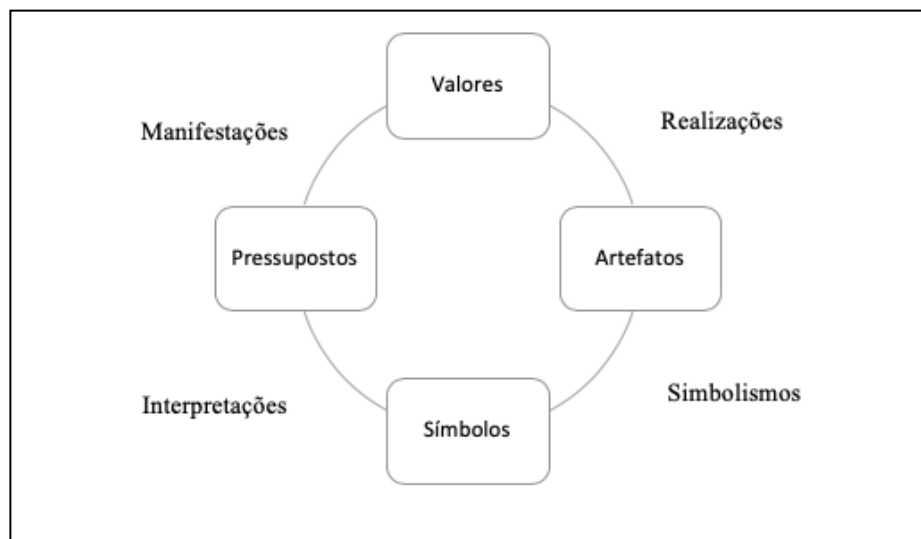 Valores
Manifestações
Realizações
Pressupostos
Artefatos
Interpretações
Simbolismos
Símbolos